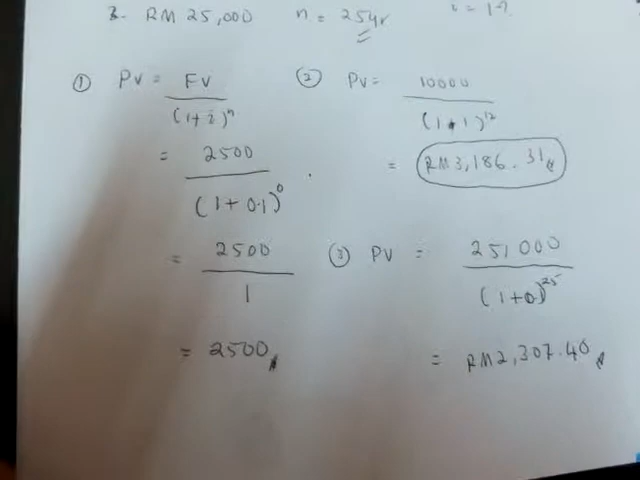 3. RM 25,000 n = 25yr
① PV = FV / (1+i)^n
= 2500 / (1 + 0.1)^0
= 2500 / 1
= 2500
② PV = 10000 / (1.1)^12
= RM3,186.31
③ PV = 25,000 / (1+0.1)^25
= RM2,307.40